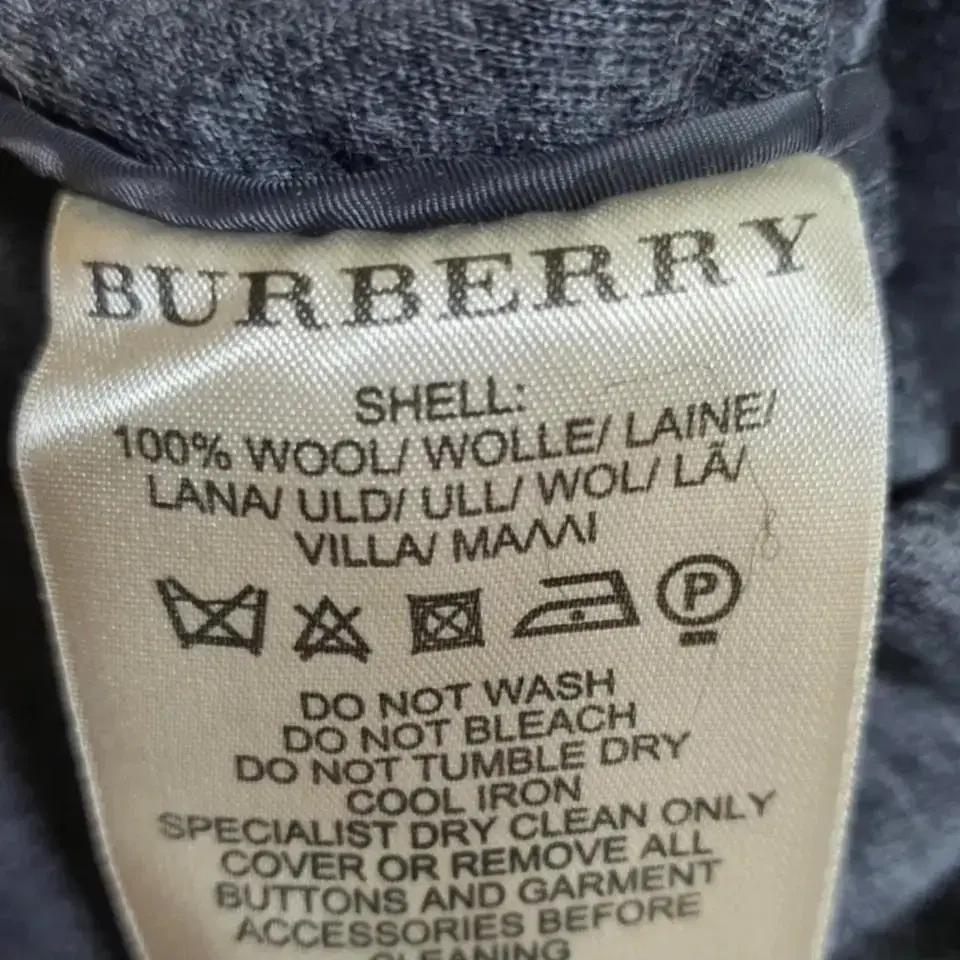 BURBERRY
SHELL:
100% WOOL/ WOLLE/ LAINE/
LANA/ ULD/ ULL/ WOL/ LÃ/
VILLA/ ΜΑΛΛΙ
P
DO NOT WASH
DO NOT BLEACH
DO NOT TUMBLE DRY
COOL IRON
SPECIALIST DRY CLEAN ONLY
COVER OR REMOVE ALL
BUTTONS AND GARMENT
ACCESSORIES BEFORE
CLEANING